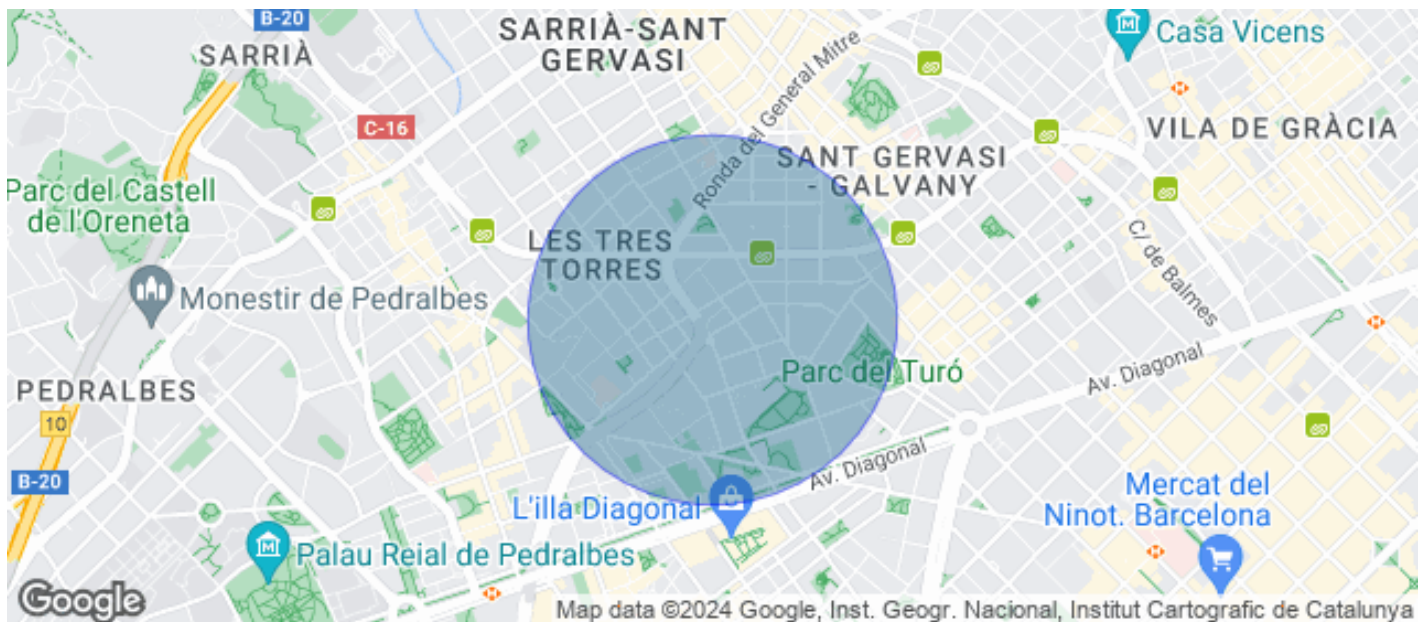 B-20
SARRIÀ
SARRIÀ-SANT
GERVASI
Casa Vicens
C-16
Ronda del General Mitre
SANT GERVASI
- GALVANY
VILA DE GRÀCIA
Parc del Castell
de l'Oreneta
LES TRES
TORRES
C/ de Balmes
Monestir de Pedralbes
PEDRALBES
10
Parc del Turó
Av. Diagonal
B-20
Av. Diagonal
L'illa Diagonal
Mercat del
Ninot. Barcelona
Palau Reial de Pedralbes
Google
Map data ©2024 Google, Inst. Geogr. Nacional, Institut Cartografic de Catalunya